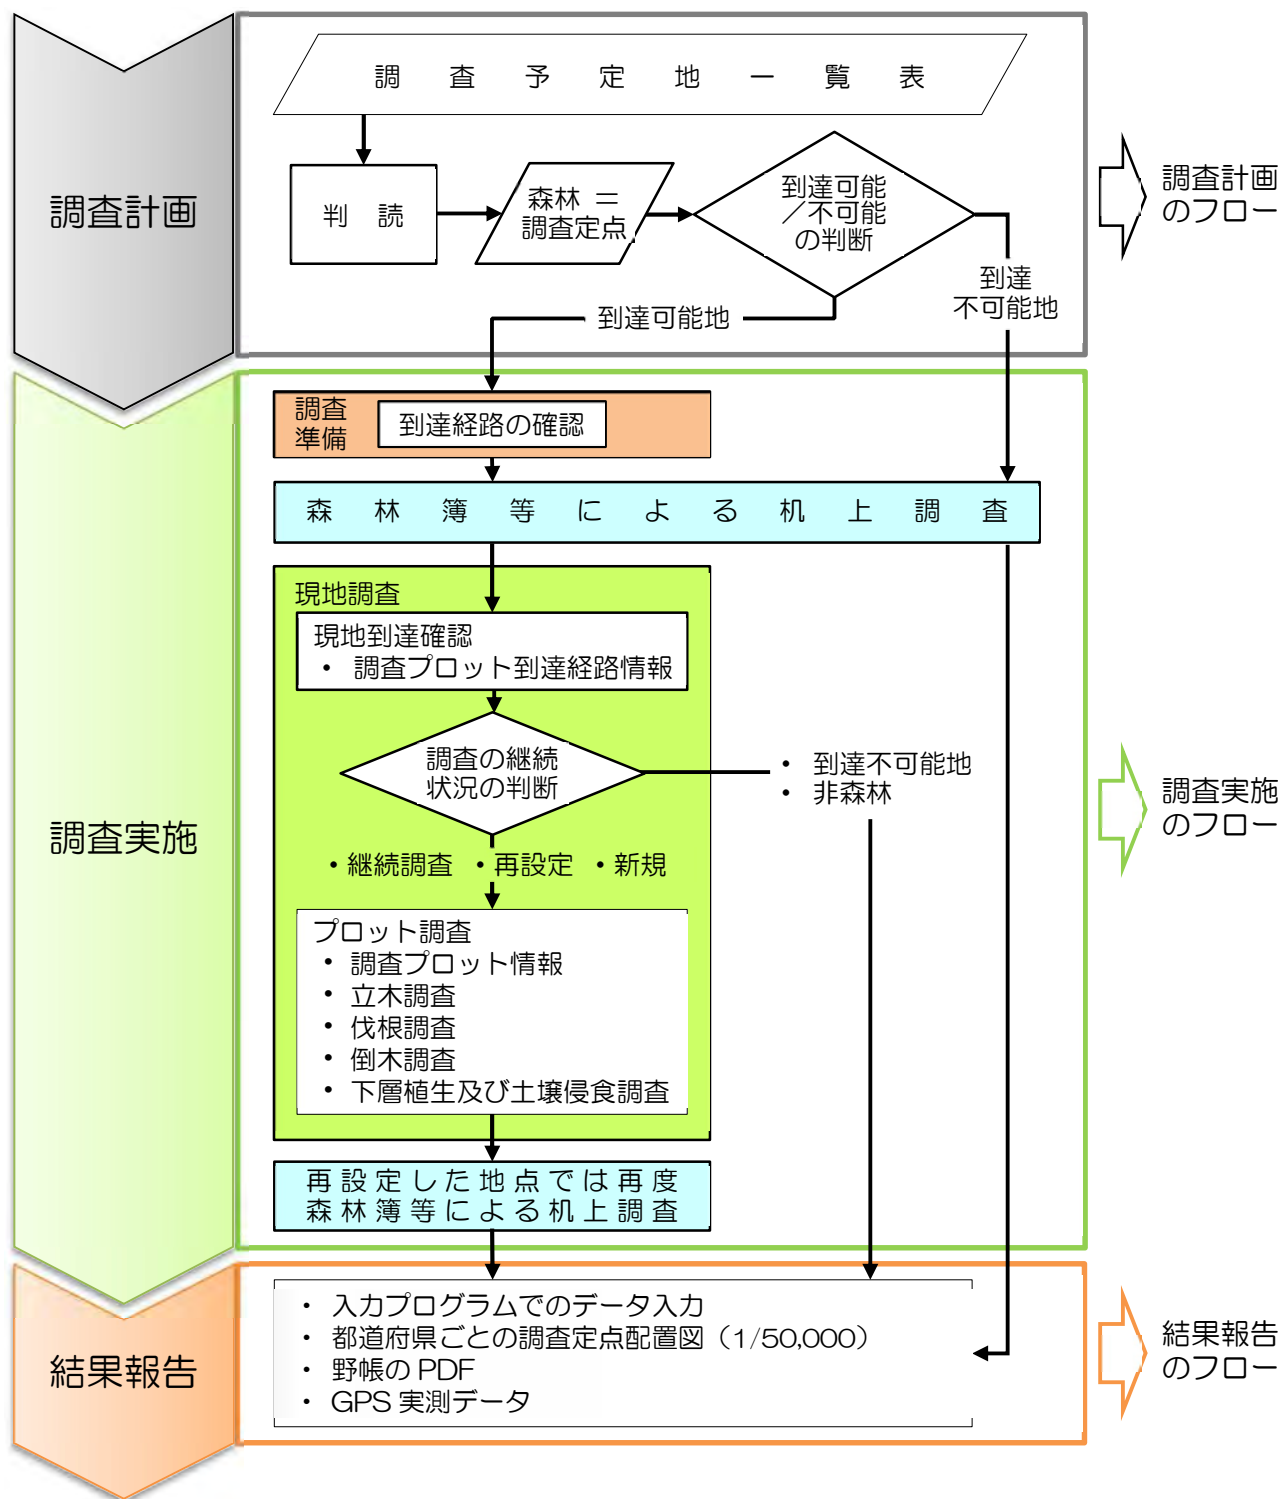 調査予定地一覧表
調査計画
判 読
森林 ＝
調査定点
到達可能
／不可能
の判断
調査計画
のフロー
到達
不可能地
到達可能地
調査
準備
到達経路の確認
森林簿等による机上調査
現地調査
現地到達確認
・ 調査プロット到達経路情報
調査の継続
状況の判断
・ 到達不可能地
・ 非森林
調査実施
調査実施
のフロー
・継続調査 ・再設定 ・新規
プロット調査
・ 調査プロット情報
・ 立木調査
・ 伐根調査
・ 倒木調査
・ 下層植生及び土壌侵食調査
再設定した地点では再度
森林簿等による机上調査
結果報告
・ 入力プログラムでのデータ入力
・ 都道府県ごとの調査定点配置図（1/50,000）
・ 野帳の PDF
・ GPS 実測データ
結果報告
のフロー